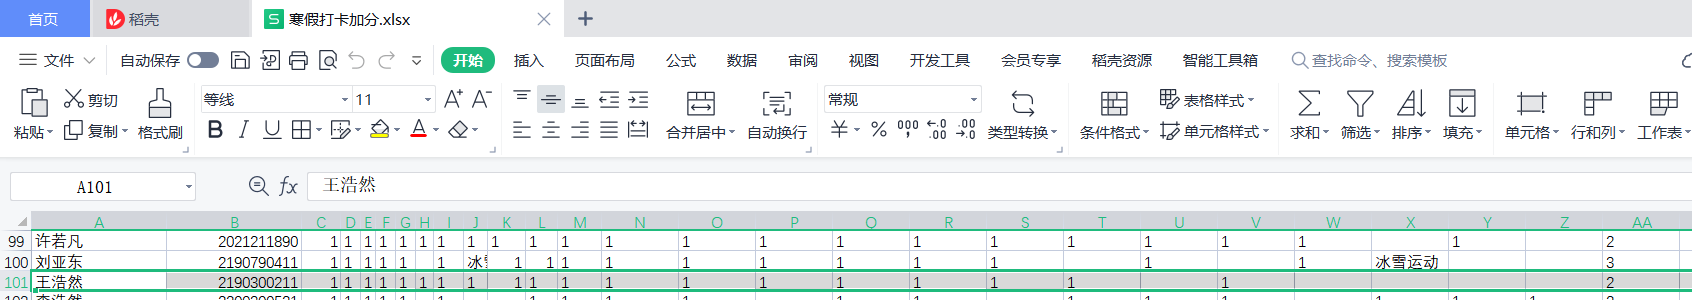 首页 稻壳 S 寒假打卡加分.xlsx
文件 自动保存 开始 插入 页面布局 公式 数据 审阅 视图 开发工具 会员专享 稻壳资源 智能工具箱 查找命令、搜索模板
剪切 等线 11 A+ A- 常规 表格样式
粘贴 复制 格式刷 B I U A 合并居中 自动换行 ¥ % 000 .00 .00 类型转换 条件格式 单元格样式 求和 筛选 排序 填充 单元格 行和列 工作表
A101 fx 王浩然
A B C D E F G H I J K L M N O P Q R S T U V W X Y Z AA
99 许若凡 2021211890 1 1 1 1 1 1 1 1 1 1 1 1 1 1 1 1 1 1 1 1 1 1 2
100 刘亚东 2190790411 1 1 1 1 1 1 1 1 1 1 1 1 1 1 1 1 1 冰雪运动 3
101 王浩然 2190300211 1 1 1 1 1 1 1 1 1 1 1 1 1 1 1 1 1 1 1 1 2